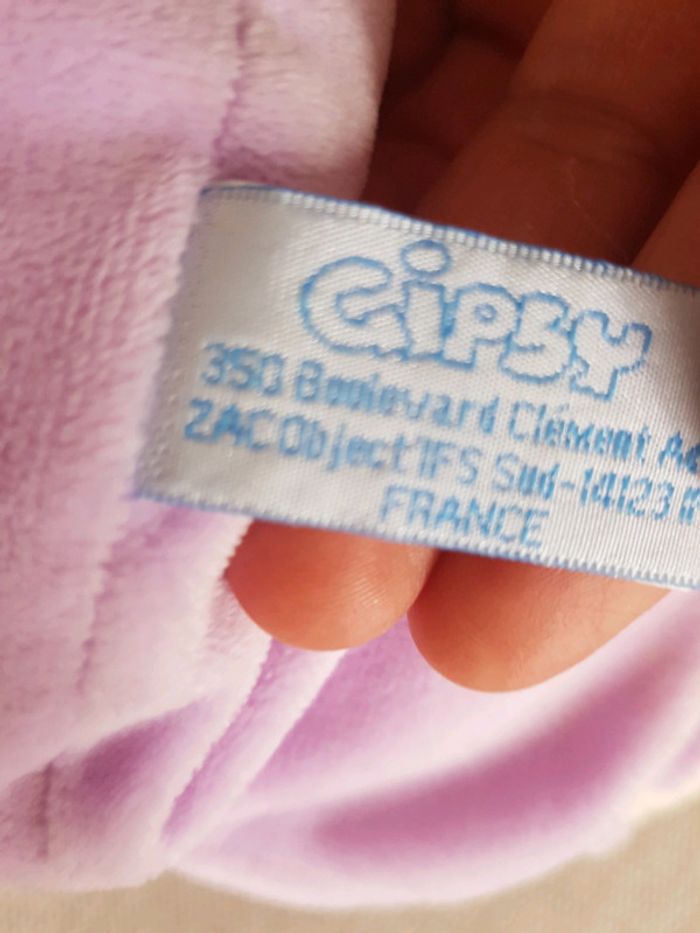 GiPSY
350 Boulevard Clément A
ZAC Object'IFS Sud-14123
FRANCE